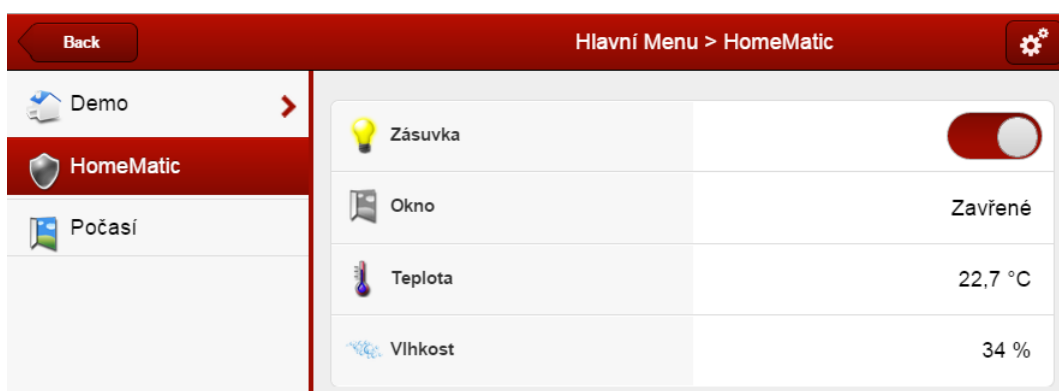 Back
Hlavní Menu > HomeMatic
Demo
HomeMatic
Počasí
Zásuvka
Okno Zavřené
Teplota 22,7 °C
Vlhkost 34 %